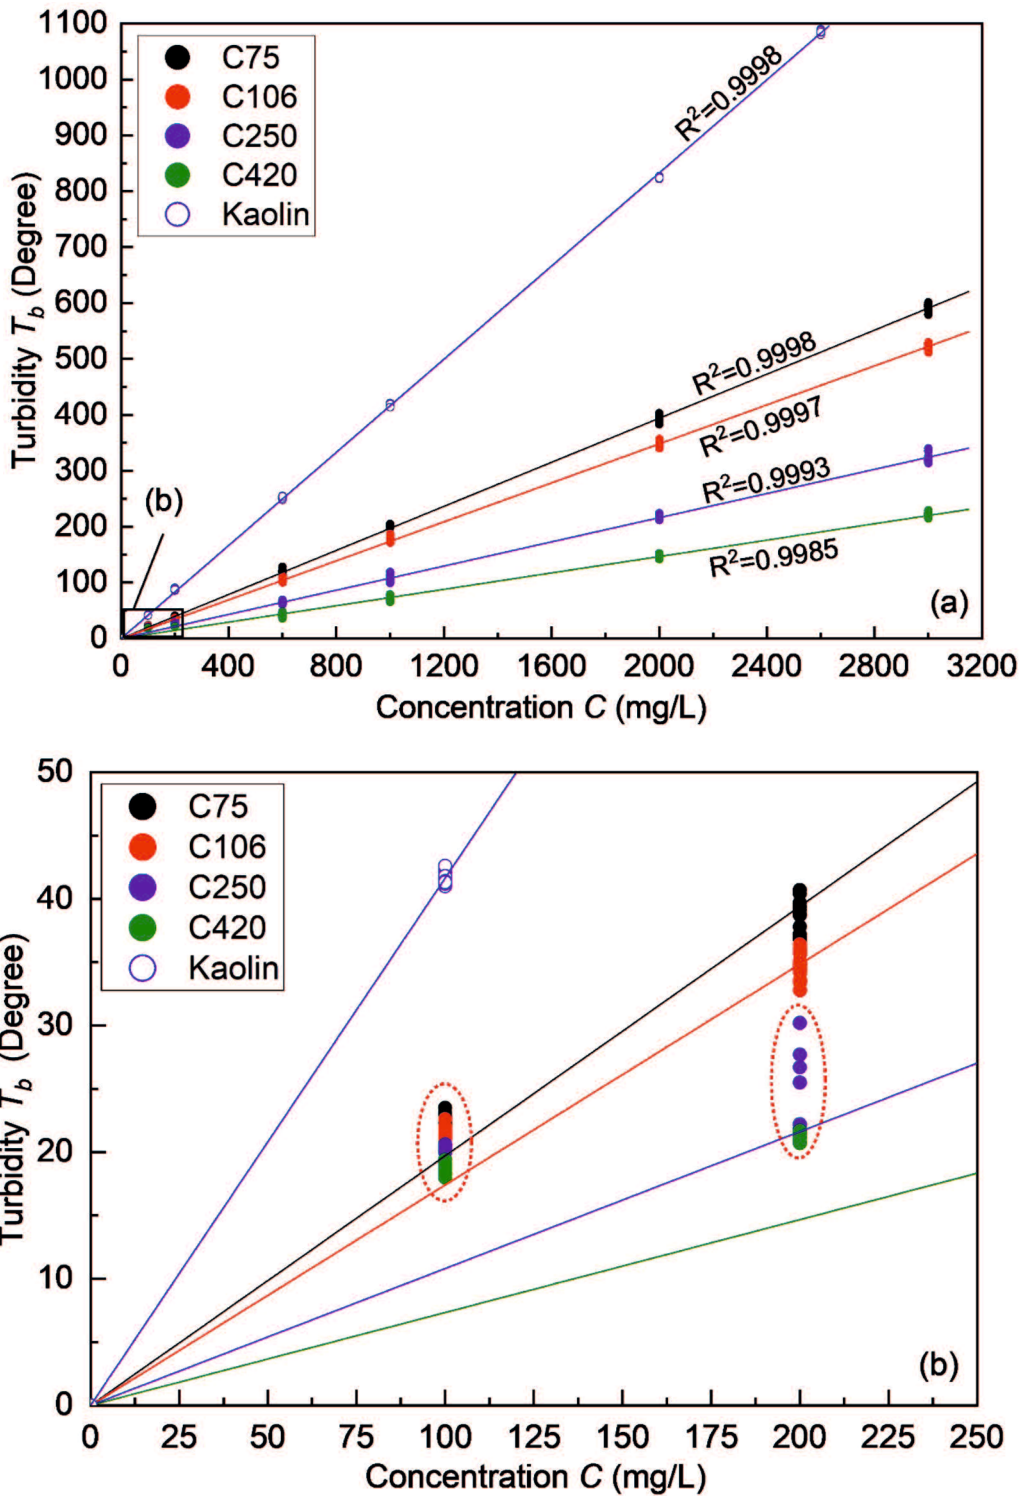 1100
1000
900
800
700
600
500
400
300
200
100
0
Turbidity T_b (Degree)
C75
C106
C250
C420
Kaolin
R²=0.9998
R²=0.9998
R²=0.9997
R²=0.9993
R²=0.9985
(b)
(a)
0 400 800 1200 1600 2000 2400 2800 3200
Concentration C (mg/L)
50
40
30
20
10
0
Turbidity T_b (Degree)
C75
C106
C250
C420
Kaolin
(b)
0 25 50 75 100 125 150 175 200 225 250
Concentration C (mg/L)